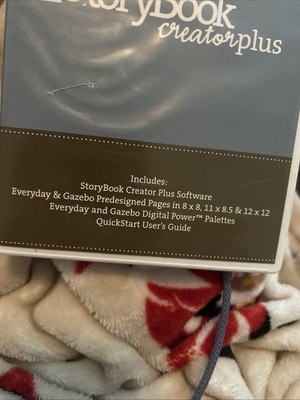 StoryBook
creatorplus
Includes:
StoryBook Creator Plus Software
Everyday & Gazebo Predesigned Pages in 8 x 8, 11 x 8.5 & 12 x 12
Everyday and Gazebo Digital Power™ Palettes
QuickStart User's Guide